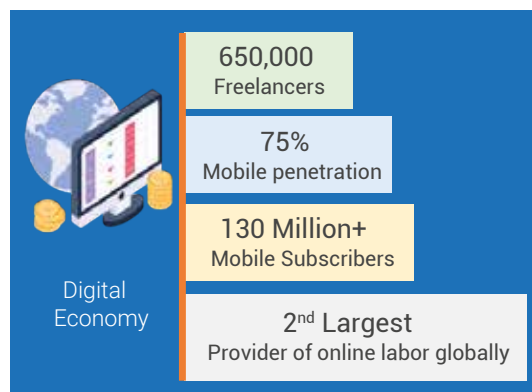 650,000
Freelancers
75%
Mobile penetration
130 Million+
Mobile Subscribers
Digital
Economy
2nd Largest
Provider of online labor globally